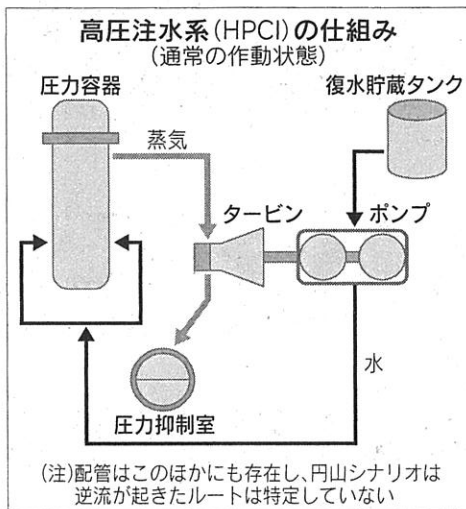 高圧注水系(HPCI)の仕組み
(通常の作動状態)
圧力容器
復水貯蔵タンク
蒸気
タービン
ポンプ
水
圧力抑制室
(注)配管はこのほかにも存在し、円山シナリオは
逆流が起きたルートは特定していない